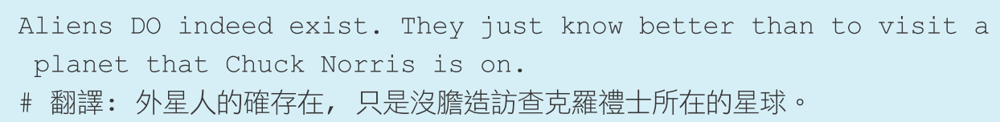 Aliens DO indeed exist. They just know better than to visit a
planet that Chuck Norris is on.
# 翻譯: 外星人的確存在, 只是沒膽造訪查克羅禮士所在的星球。